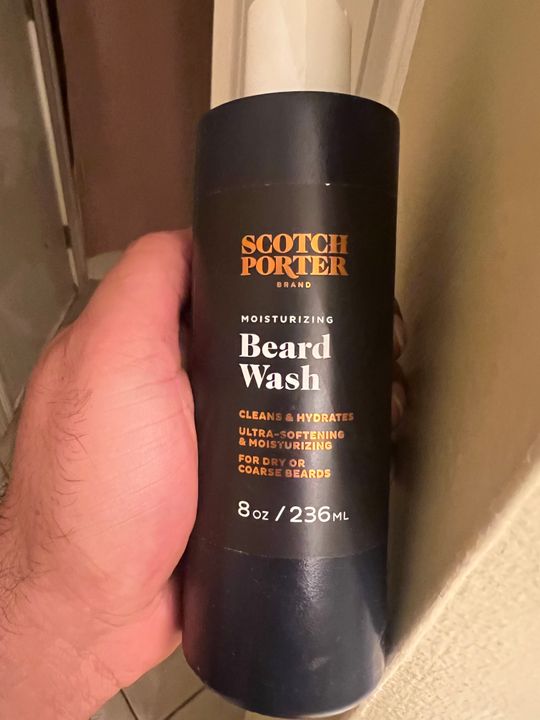 SCOTCH
PORTER
BRAND
MOISTURIZING
Beard
Wash
CLEANS & HYDRATES
ULTRA-SOFTENING
& MOISTURIZING
FOR DRY OR
COARSE BEARDS
8 OZ / 236 ML